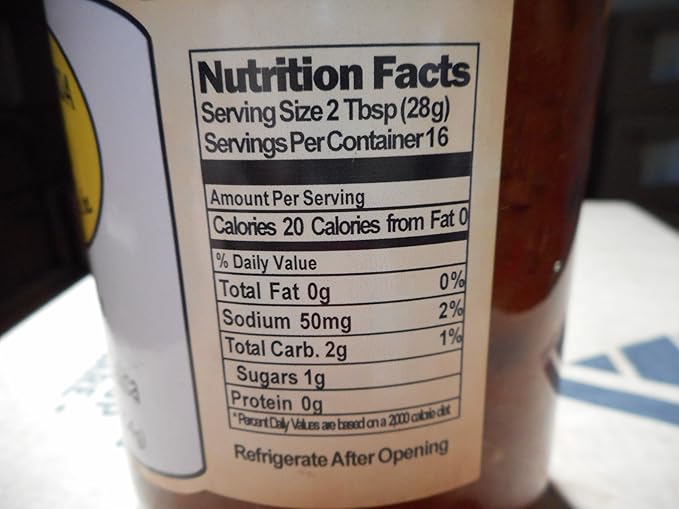 Nutrition Facts
Serving Size 2 Tbsp (28g)
Servings Per Container 16
Amount Per Serving
Calories 20 Calories from Fat 0
% Daily Value
Total Fat 0g 0%
Sodium 50mg 2%
Total Carb. 2g 1%
Sugars 1g
Protein 0g
*Percent Daily Values are based on a 2,000 calorie diet
Refrigerate After Opening